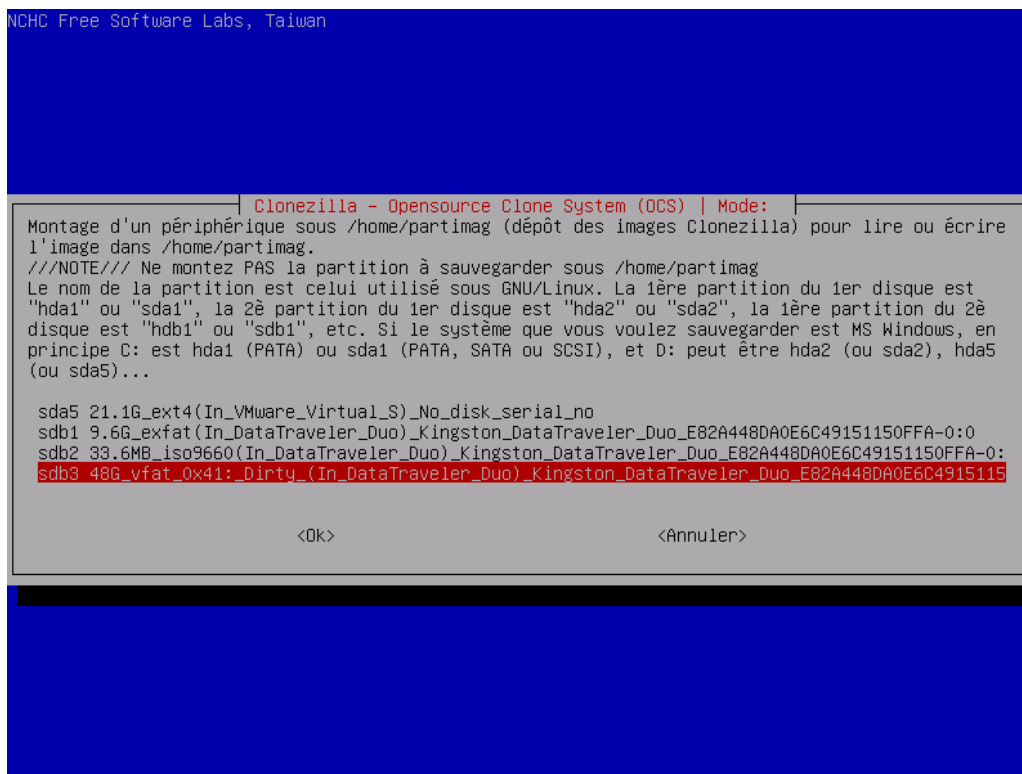 NCHC Free Software Labs, Taiwan
Clonezilla - Opensource Clone System (OCS) | Mode:
Montage d'un périphérique sous /home/partimag (dépôt des images Clonezilla) pour lire ou écrire
l'image dans /home/partimag.
///NOTE/// Ne montez PAS la partition à sauvegarder sous /home/partimag
Le nom de la partition est celui utilisé sous GNU/Linux. La 1ère partition du 1er disque est
"hda1" ou "sda1", la 2è partition du 1er disque est "hda2" ou "sda2", la 1ère partition du 2è
disque est "hdb1" ou "sdb1", etc. Si le système que vous voulez sauvegarder est MS Windows, en
principe C: est hda1 (PATA) ou sda1 (PATA, SATA ou SCSI), et D: peut être hda2 (ou sda2), hda5
(ou sda5)...
sda5 21.1G_ext4(In_VMware_Virtual_S)_No_disk_serial_no
sdb1 9.6G_exfat(In_DataTraveler_Duo)_Kingston_DataTraveler_Duo_E82A448DA0E6C49151150FFA-0:0
sdb2 33.6MB_iso9660(In_DataTraveler_Duo)_Kingston_DataTraveler_Duo_E82A448DA0E6C49151150FFA-0:
sdb3 48G_vfat_0x41:_Dirty_(In_DataTraveler_Duo)_Kingston_DataTraveler_Duo_E82A448DA0E6C4915115
<Ok> <Annuler>